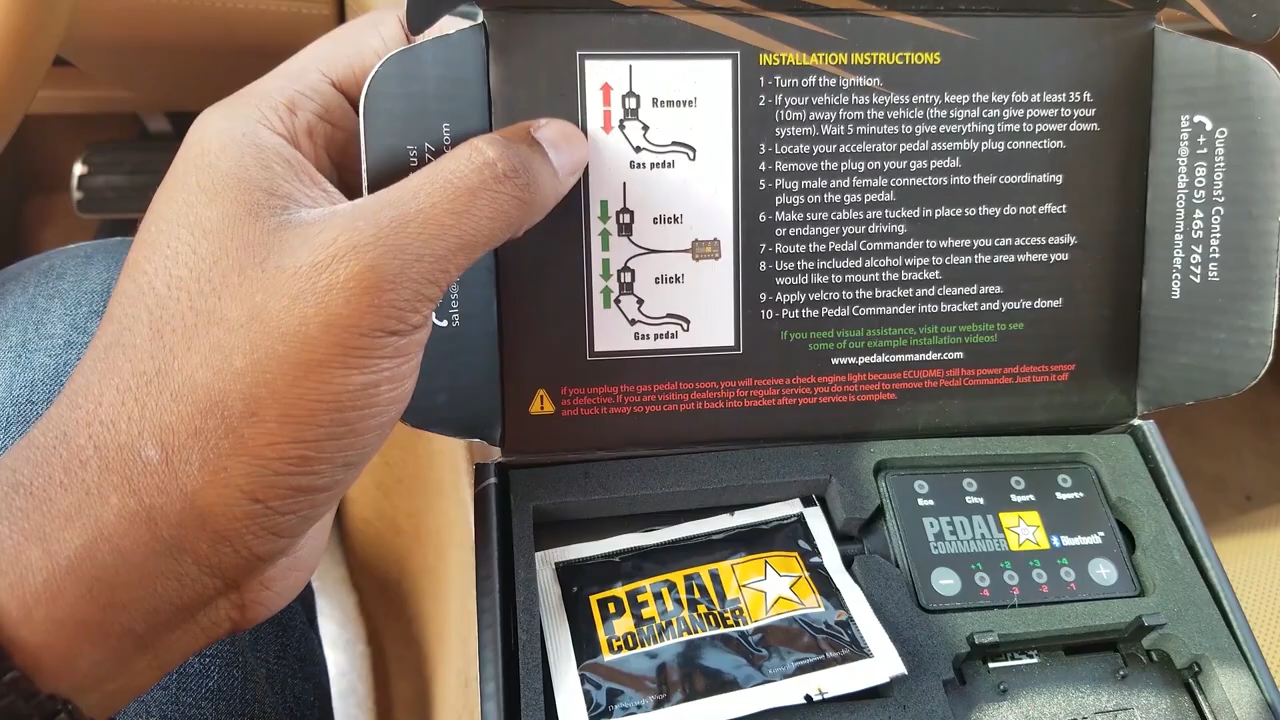 INSTALLATION INSTRUCTIONS
1 - Turn off the ignition.
2 - If your vehicle has keyless entry, keep the key fob at least 35 ft.
(10m) away from the vehicle (the signal can give power to your
system). Wait 5 minutes to give everything time to power down.
3 - Locate your accelerator pedal assembly plug connection.
4 - Remove the plug on your gas pedal.
5 - Plug male and female connectors into their coordinating
plugs on the gas pedal.
6 - Make sure cables are tucked in place so they do not effect
or endanger your driving.
7 - Route the Pedal Commander to where you can access easily.
8 - Use the included alcohol wipe to clean the area where you
would like to mount the bracket.
9 - Apply velcro to the bracket and cleaned area.
10 - Put the Pedal Commander into bracket and you're done!
If you need visual assistance, visit our website to see
some of our example installation videos!
www.pedalcommander.com
if you unplug the gas pedal too soon, you will receive a check engine light because ECU(DME) still has power and detects sensor
as defective. If you are visiting dealership for regular service, you do not need to remove the Pedal Commander. Just turn it off
and tuck it away so you can put it back into bracket after your service is complete.
Remove!
Gas pedal
click!
click!
Gas pedal
us!
77
com
sales@
Questions? Contact us!
+1 (805) 465 7677
sales@pedalcommander.com
Eco City Sport Sport+
PEDAL
COMMANDER
Bluetooth™
+1 +2 +3 +4
-4 -3 -2 -1
PEDAL
COMMANDER